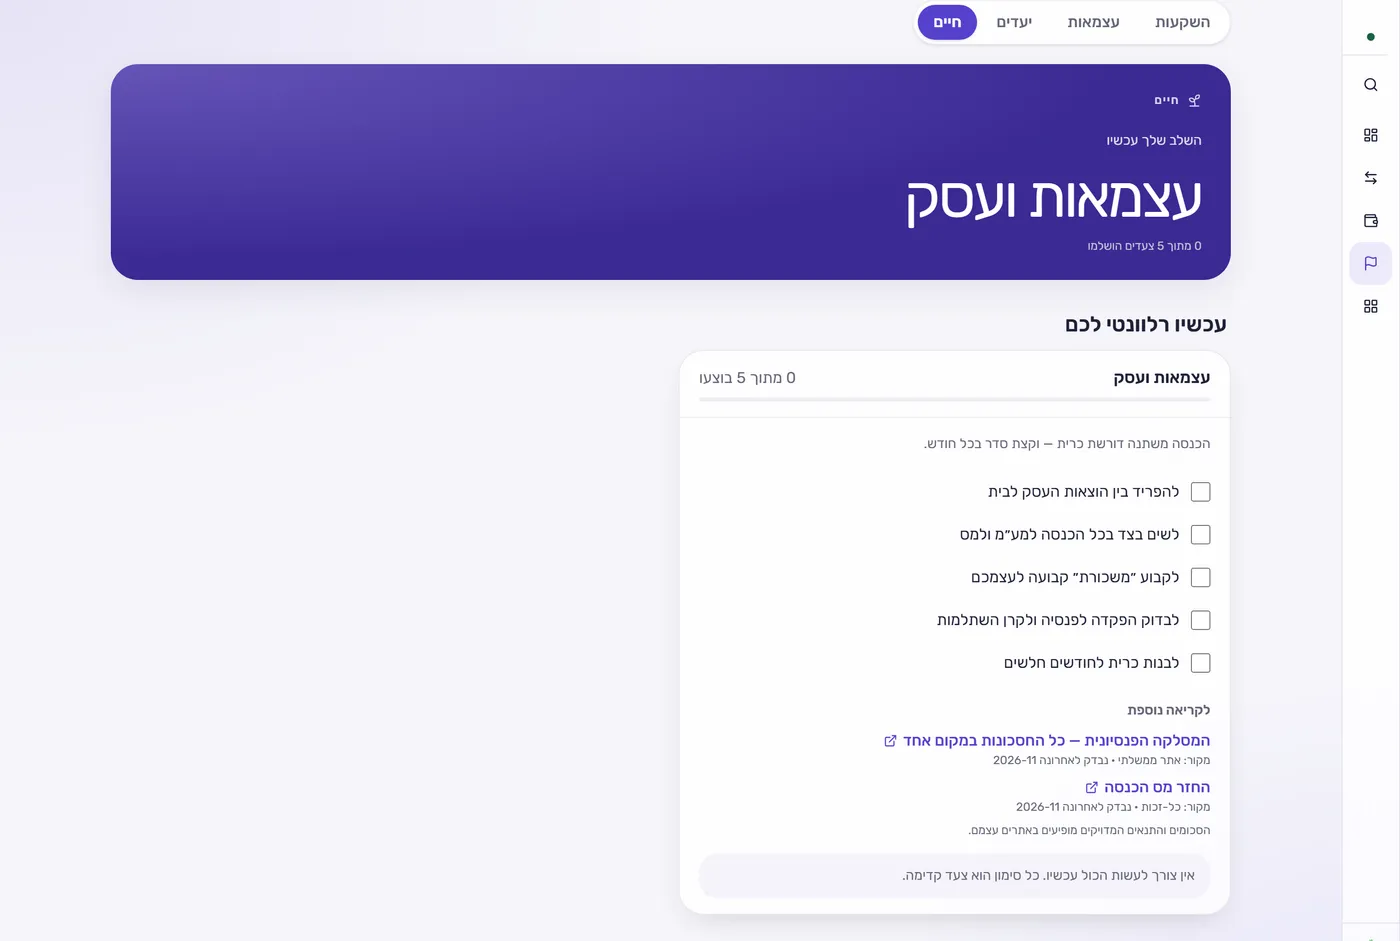 השקעות
עצמאות
יעדים
חיים
חיים
השלב שלך עכשיו
עצמאות ועסק
0 מתוך 5 צעדים הושלמו
עכשיו רלוונטי לכם
עצמאות ועסק
0 מתוך 5 בוצעו
הכנסה משתנה דורשת כרית – וקצת סדר בכל חודש.
להפריד בין הוצאות העסק לבית
לשים בצד בכל הכנסה למע״מ ולמס
לקבוע ״משכורת״ קבועה לעצמכם
לבדוק הפקדה לפנסיה ולקרן השתלמות
לבנות כרית לחודשים חלשים
לקריאה נוספת
המסלקה הפנסיונית – כל החסכונות במקום אחד
מקור: אתר ממשלתי • נבדק לאחרונה 2026-11
החזר מס הכנסה
מקור: כל-זכות • נבדק לאחרונה 2026-11
הסכומים והתנאים המדויקים מופיעים באתרים עצמם.
אין צורך לעשות הכול עכשיו. כל סימון הוא צעד קדימה.